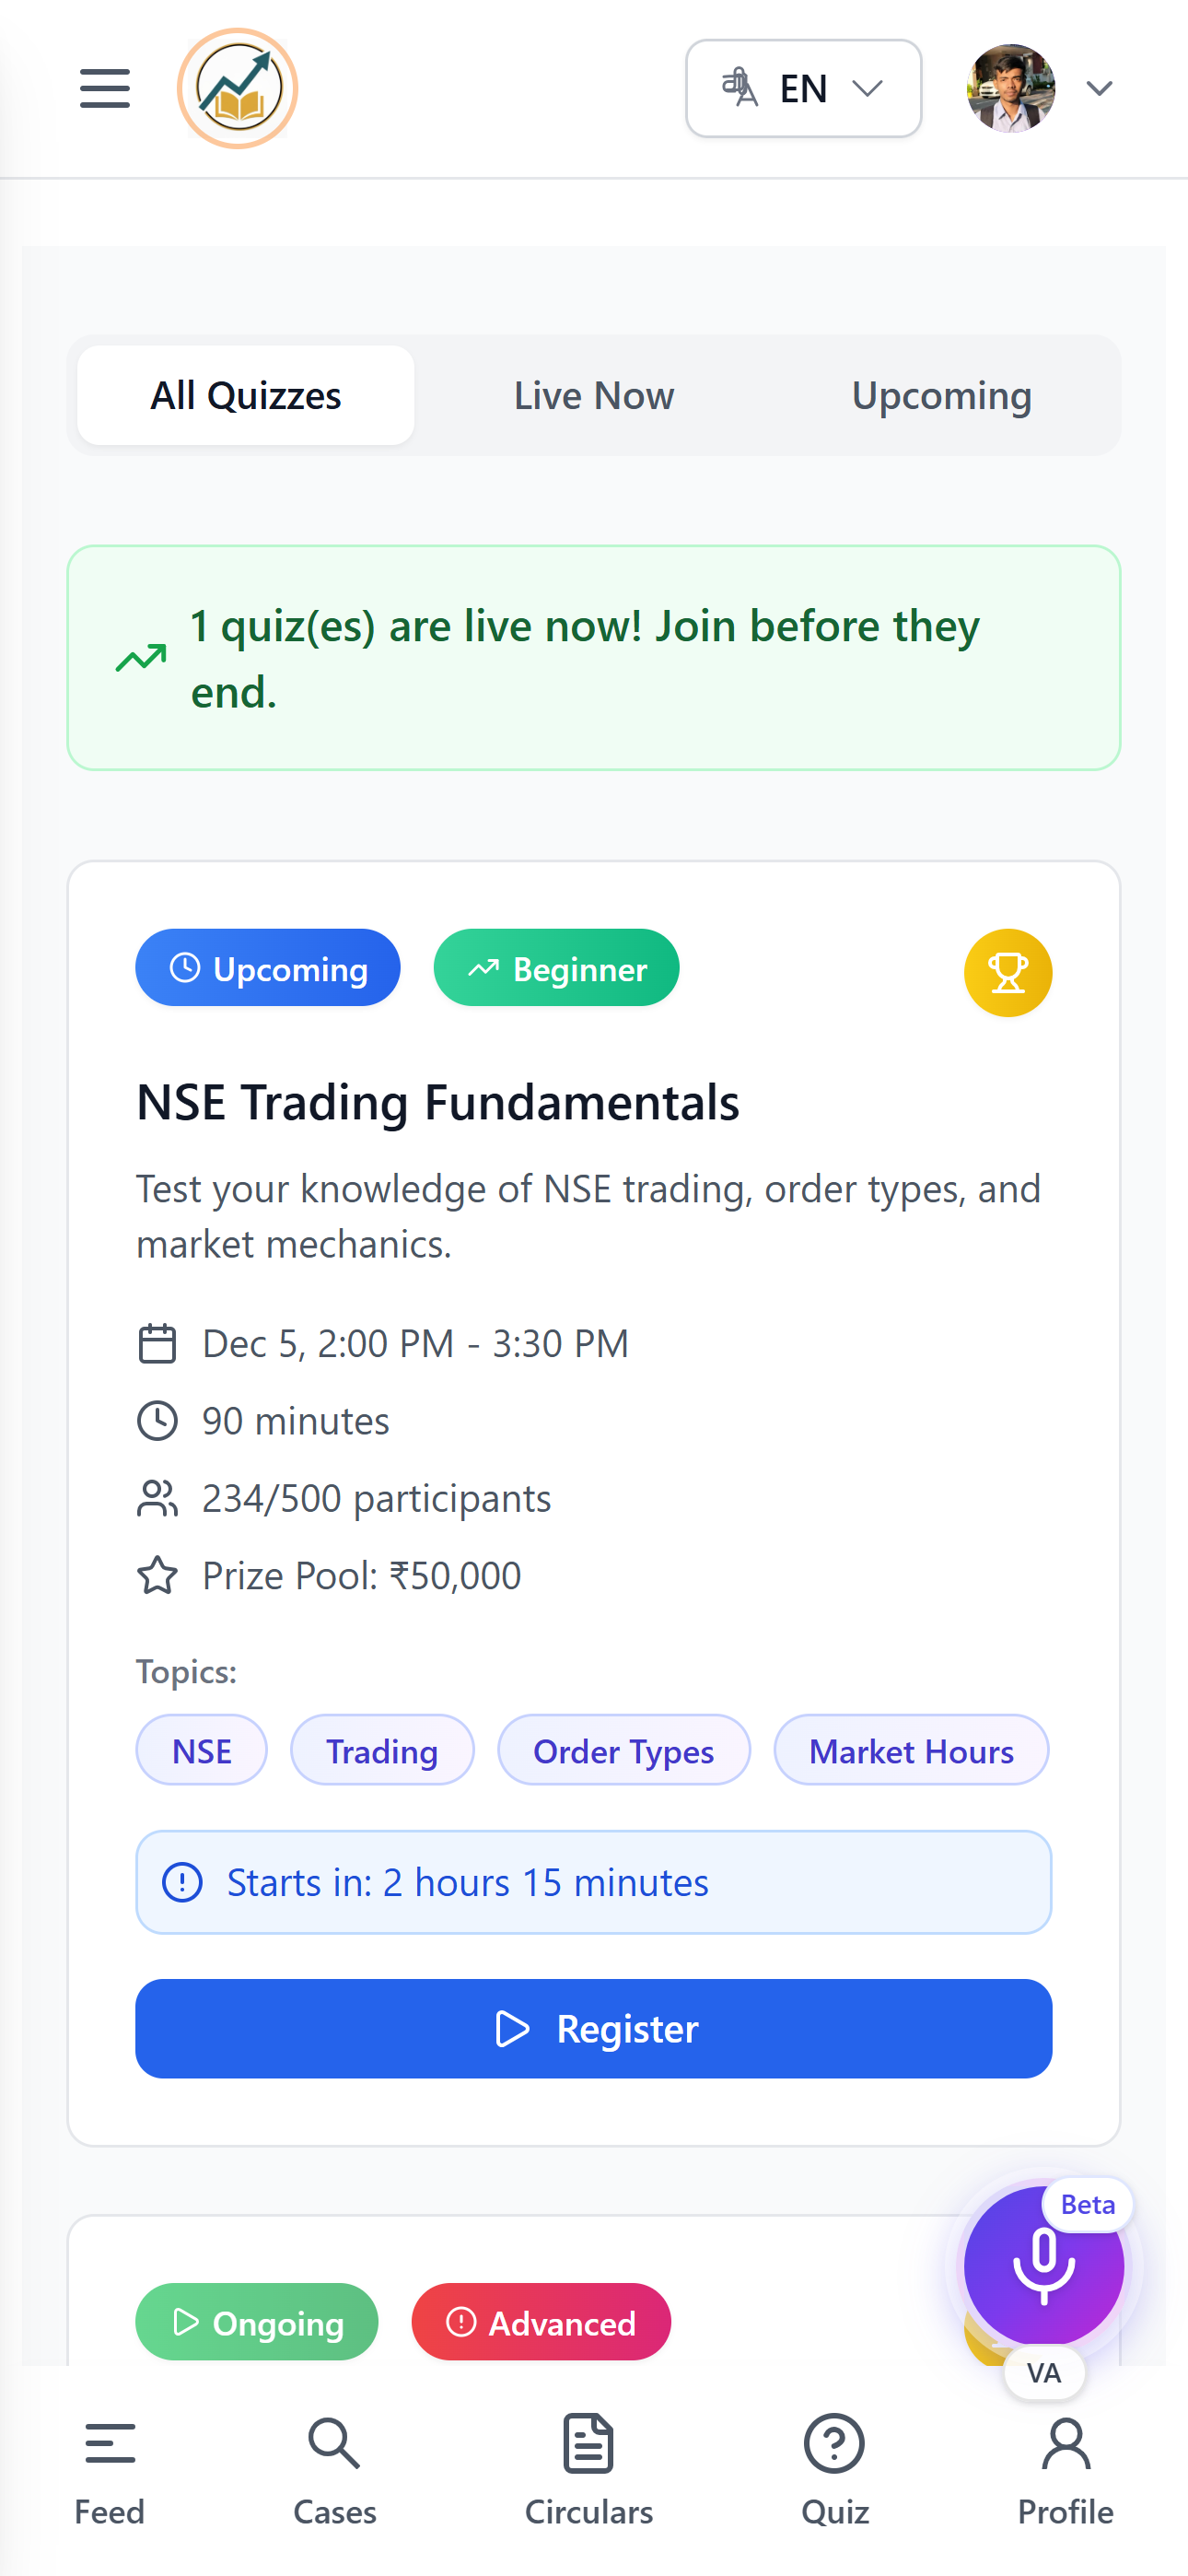 EN
All Quizzes
Live Now
Upcoming
1 quiz(es) are live now! Join before they
end.
Upcoming
Beginner
NSE Trading Fundamentals
Test your knowledge of NSE trading, order types, and
market mechanics.
Dec 5, 2:00 PM - 3:30 PM
90 minutes
234/500 participants
Prize Pool: ₹50,000
Topics:
NSE
Trading
Order Types
Market Hours
Starts in: 2 hours 15 minutes
Register
Beta
Ongoing
Advanced
VA
Feed
Cases
Circulars
Quiz
Profile